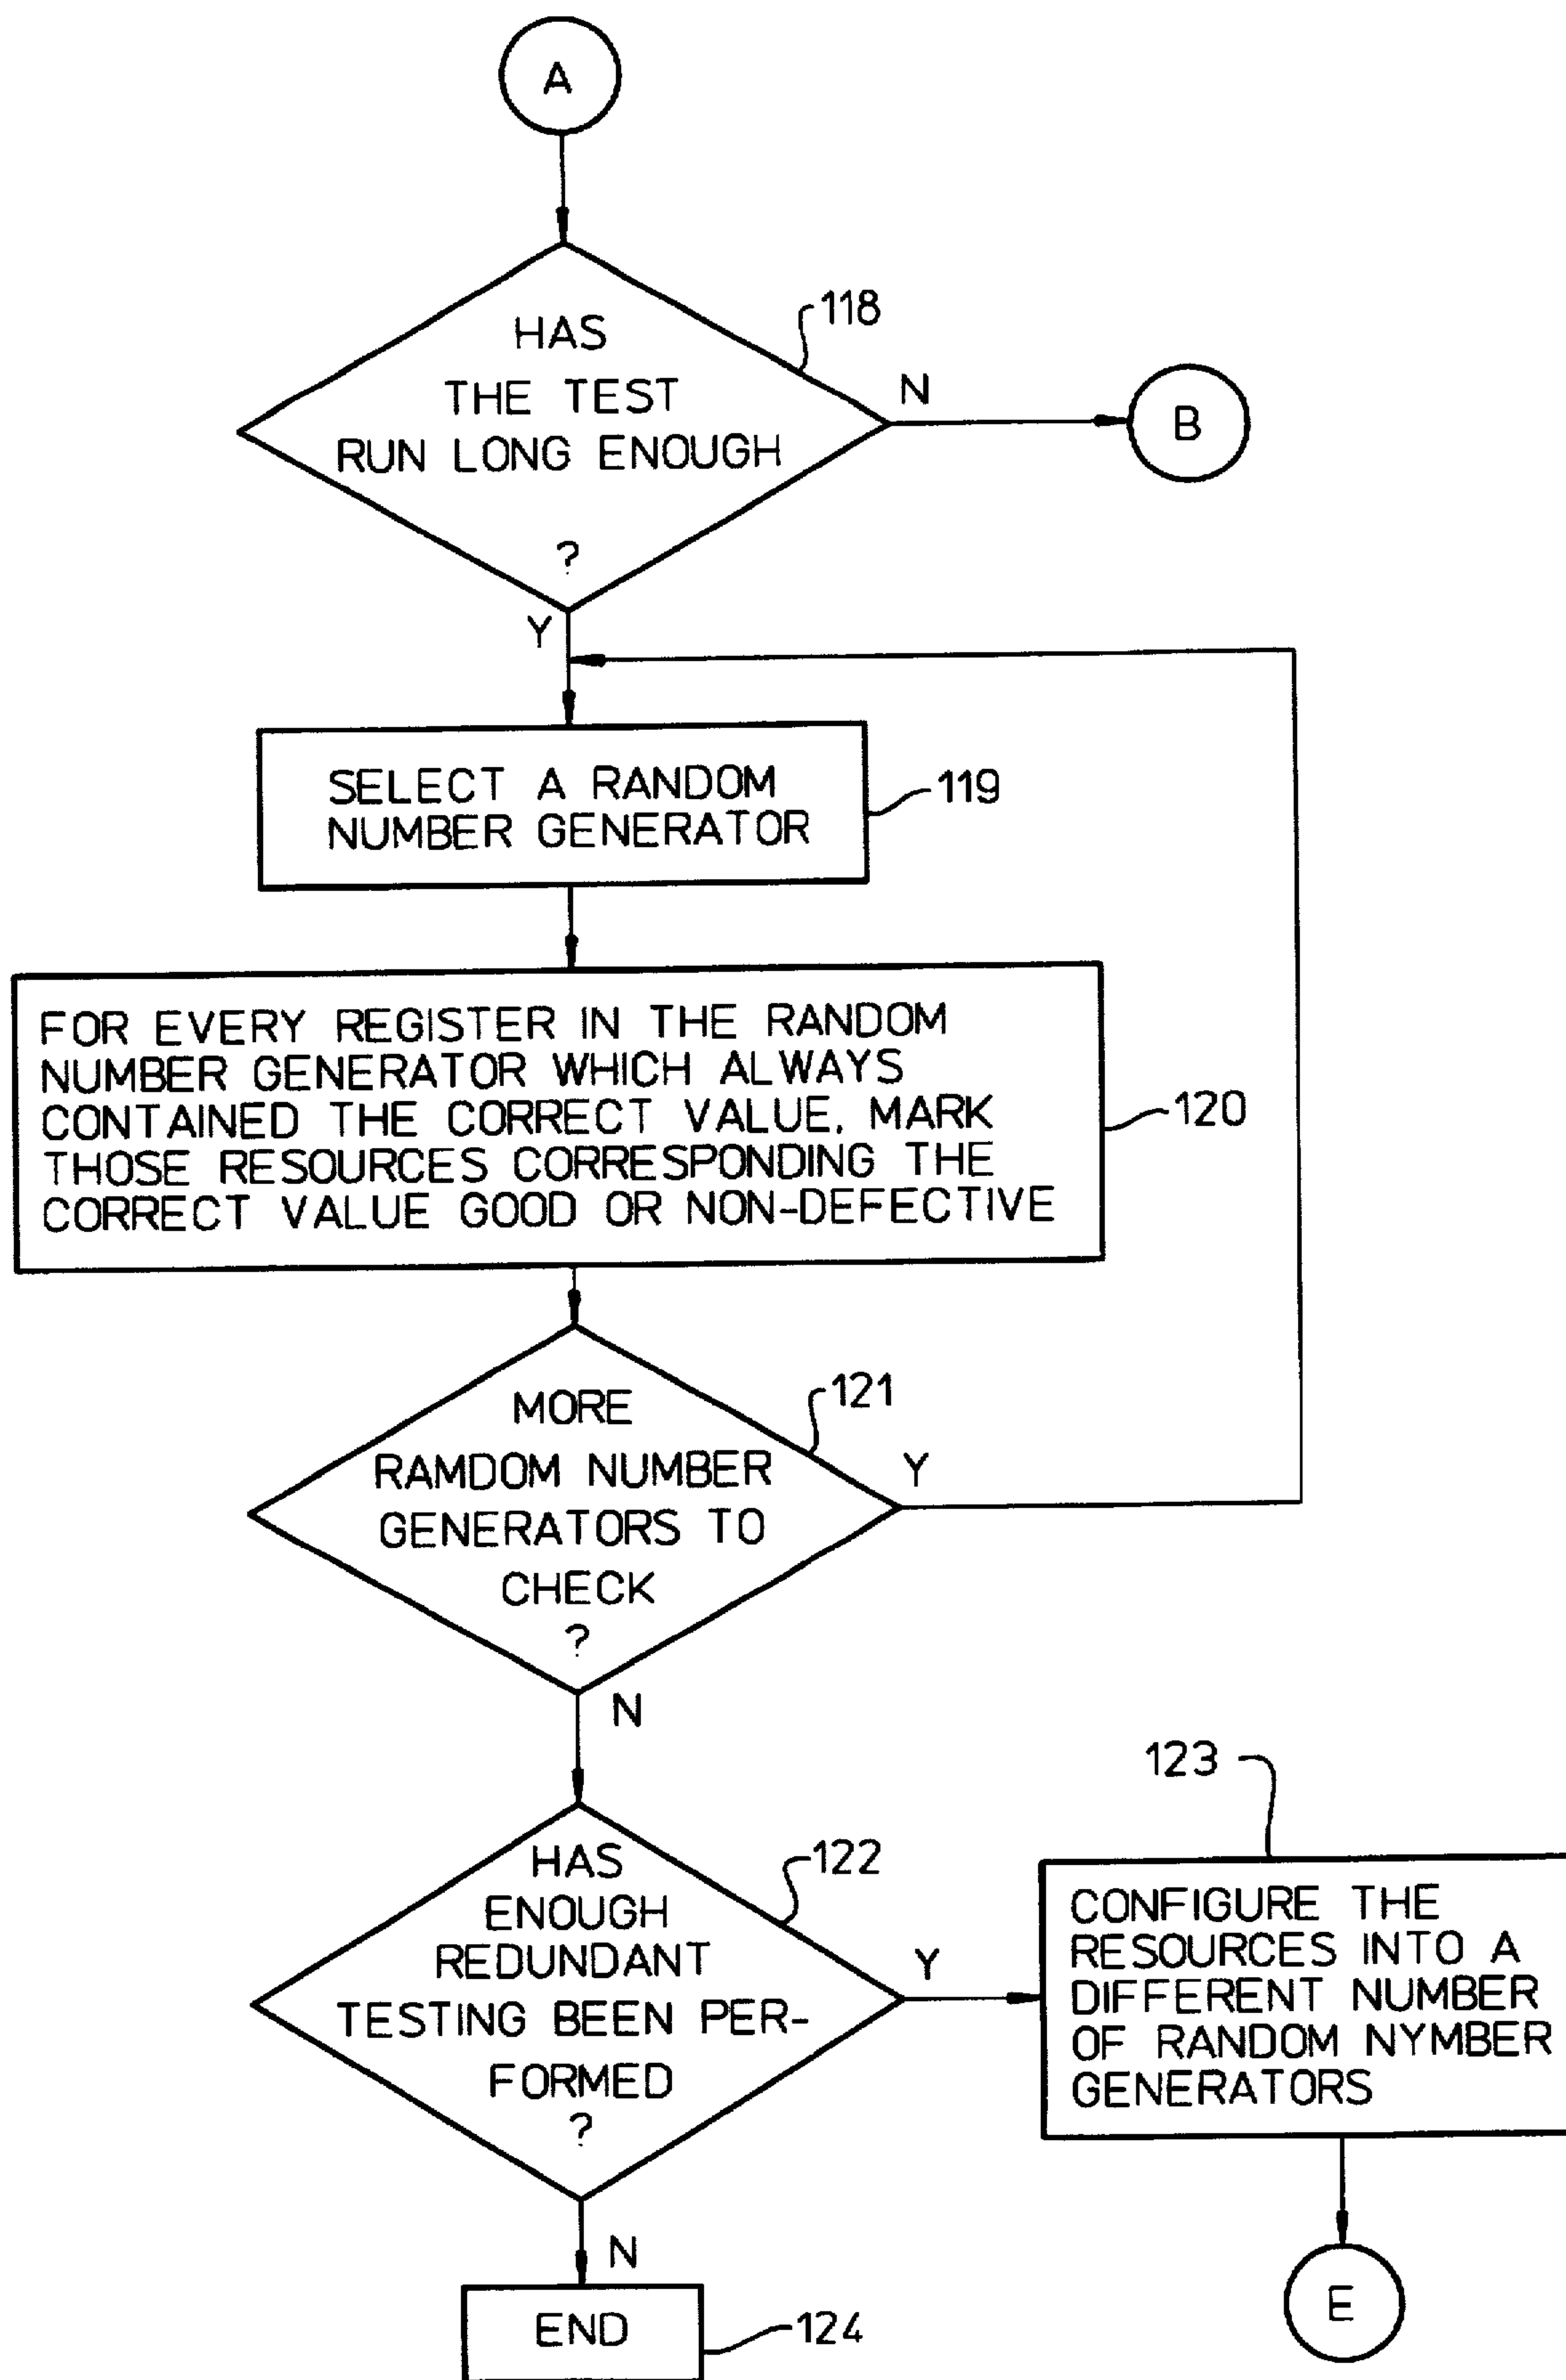 A
HAS
THE TEST
RUN LONG ENOUGH
?
118
N
B
Y
SELECT A RANDOM
NUMBER GENERATOR
119
FOR EVERY REGISTER IN THE RANDOM
NUMBER GENERATOR WHICH ALWAYS
CONTAINED THE CORRECT VALUE, MARK
THOSE RESOURCES CORRESPONDING THE
CORRECT VALUE GOOD OR NON-DEFECTIVE
120
MORE
RAMDOM NUMBER
GENERATORS TO
CHECK
?
121
Y
N
HAS
ENOUGH
REDUNDANT
TESTING BEEN PER-
FORMED
?
122
Y
123
CONFIGURE THE
RESOURCES INTO A
DIFFERENT NUMBER
OF RANDOM NYMBER
GENERATORS
N
END
124
E